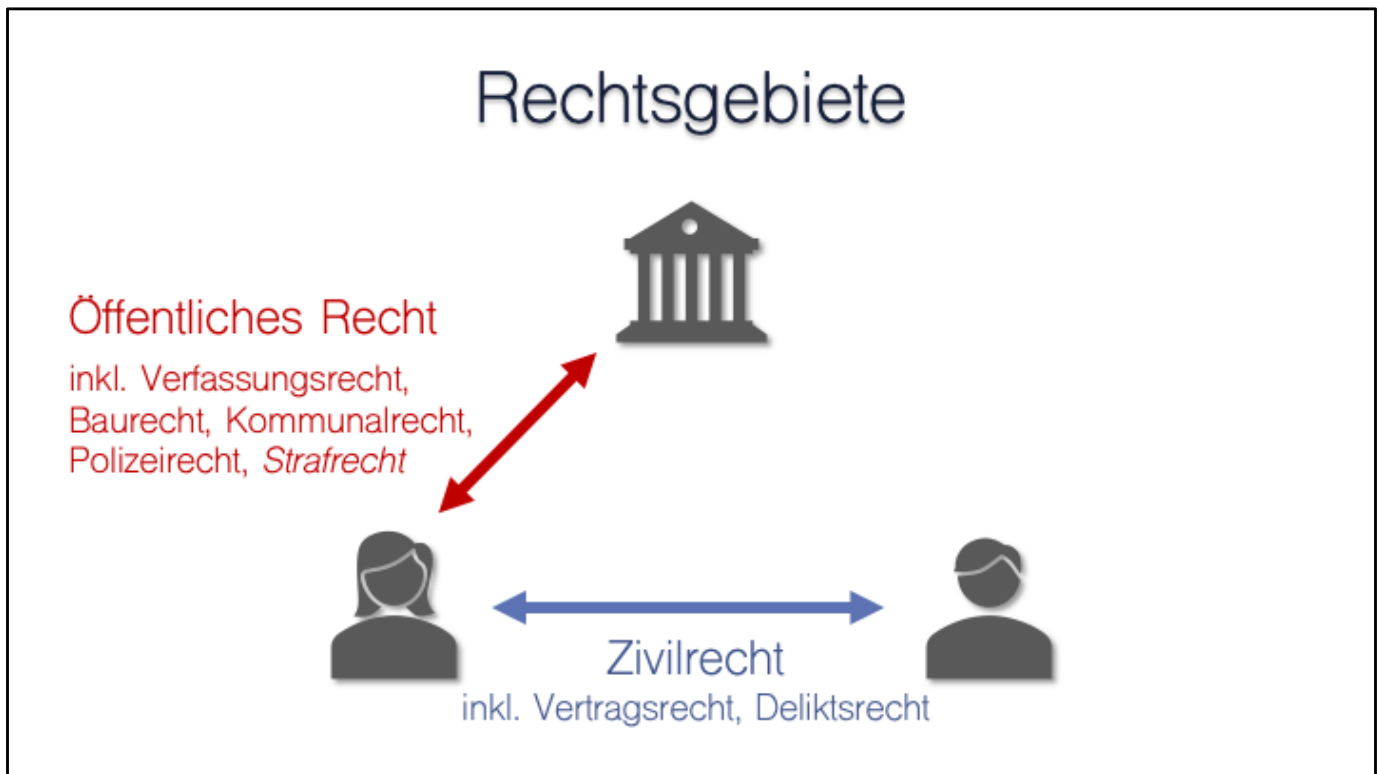 Rechtsgebiete
Öffentliches Recht
inkl. Verfassungsrecht,
Baurecht, Kommunalrecht,
Polizeirecht, Strafrecht
Zivilrecht
inkl. Vertragsrecht, Deliktsrecht